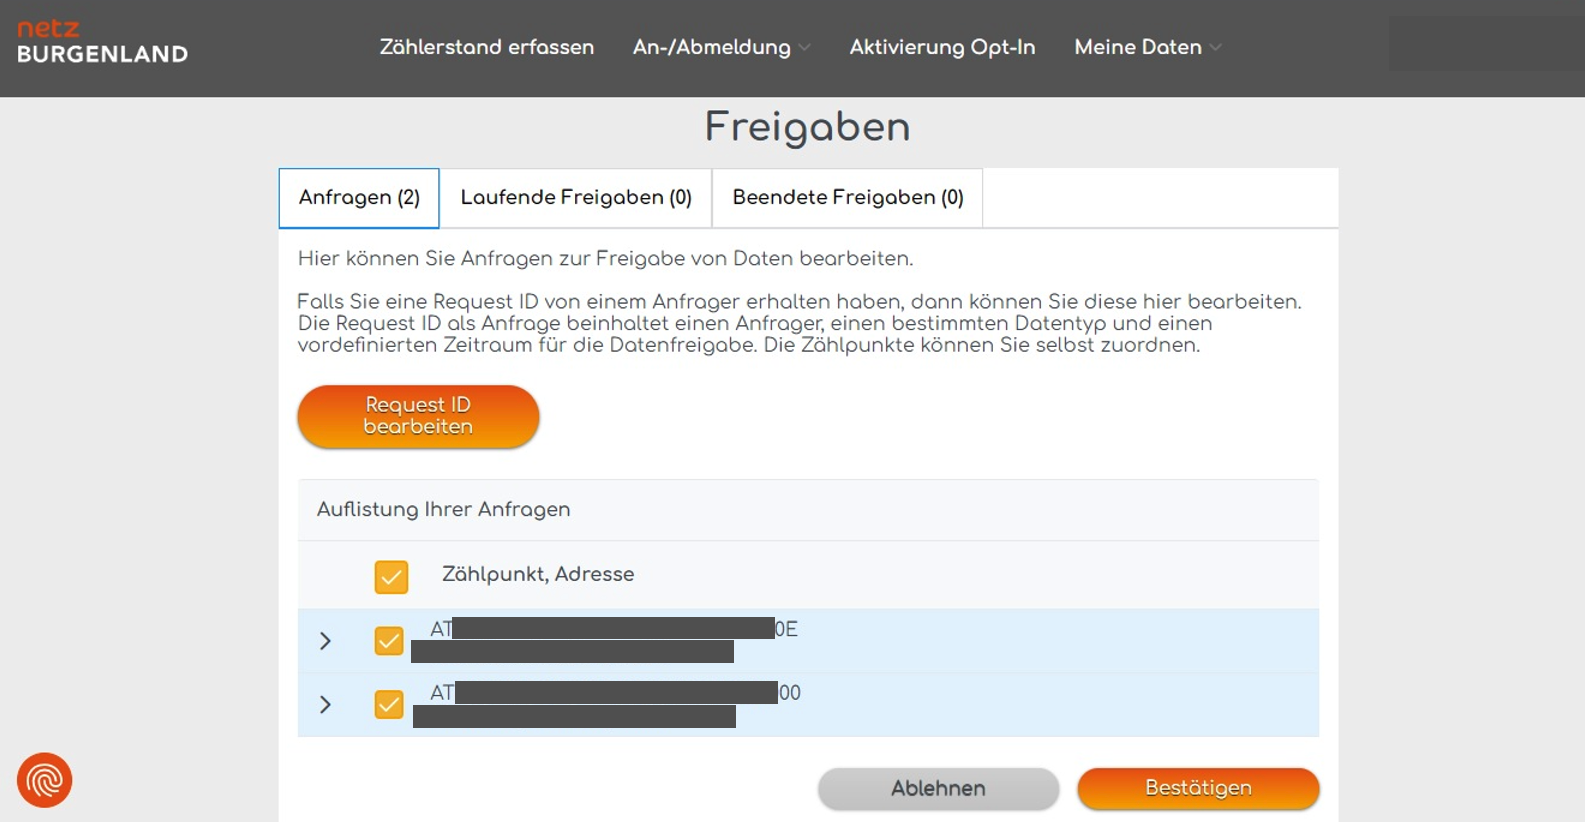 netz
BURGENLAND
Zählerstand erfassen An-/Abmeldung Aktivierung Opt-In Meine Daten
Freigaben
Anfragen (2) Laufende Freigaben (0) Beendete Freigaben (0)
Hier können Sie Anfragen zur Freigabe von Daten bearbeiten.
Falls Sie eine Request ID von einem Anfrager erhalten haben, dann können Sie diese hier bearbeiten.
Die Request ID als Anfrage beinhaltet einen Anfrager, einen bestimmten Datentyp und einen
vordefinierten Zeitraum für die Datenfreigabe. Die Zählpunkte können Sie selbst zuordnen.
Request ID
bearbeiten
Auflistung Ihrer Anfragen
Zählpunkt, Adresse
AT 0E
AT 00
Ablehnen Bestätigen